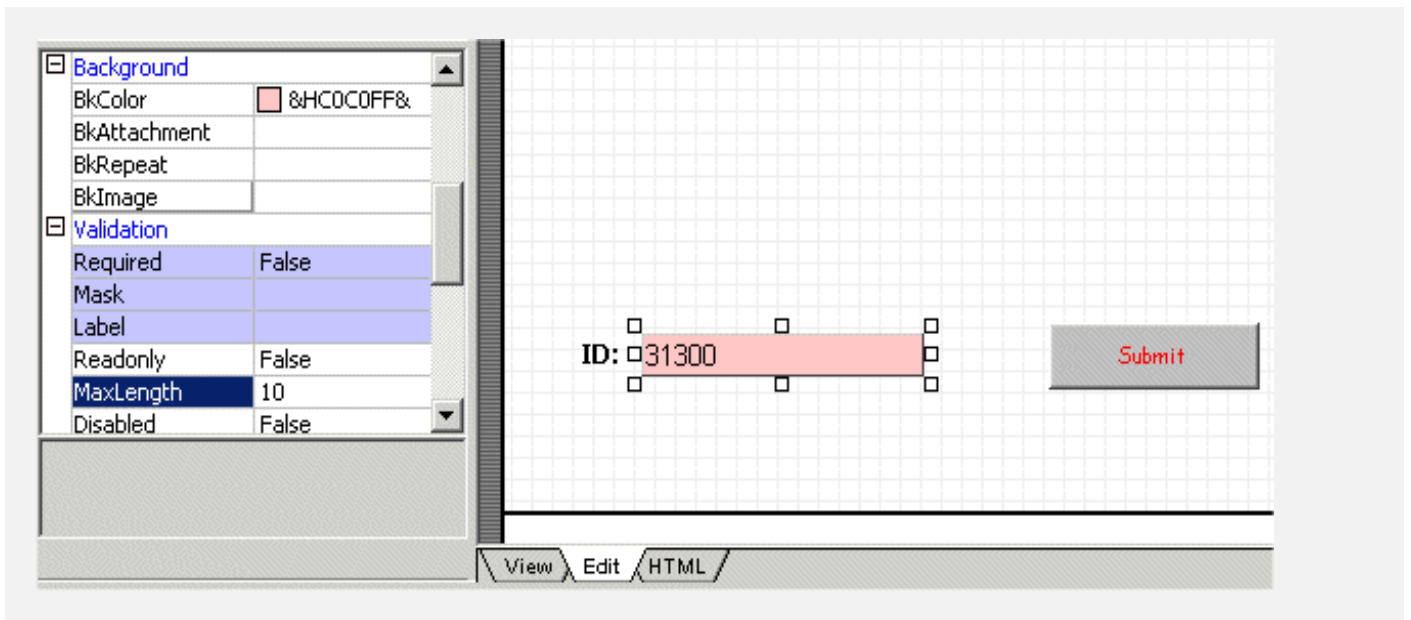 Background
BkColor &HC0C0FF&
BkAttachment
BkRepeat
BkImage
Validation
Required False
Mask
Label
Readonly False
MaxLength 10
Disabled False
ID: 31300
Submit
View Edit HTML